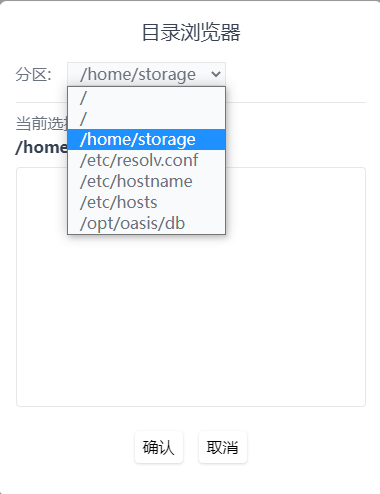 目录浏览器
分区: /home/storage
/
/
/home/storage
/etc/resolv.conf
/etc/hostname
/etc/hosts
/opt/oasis/db
当前选
/home
确认 取消